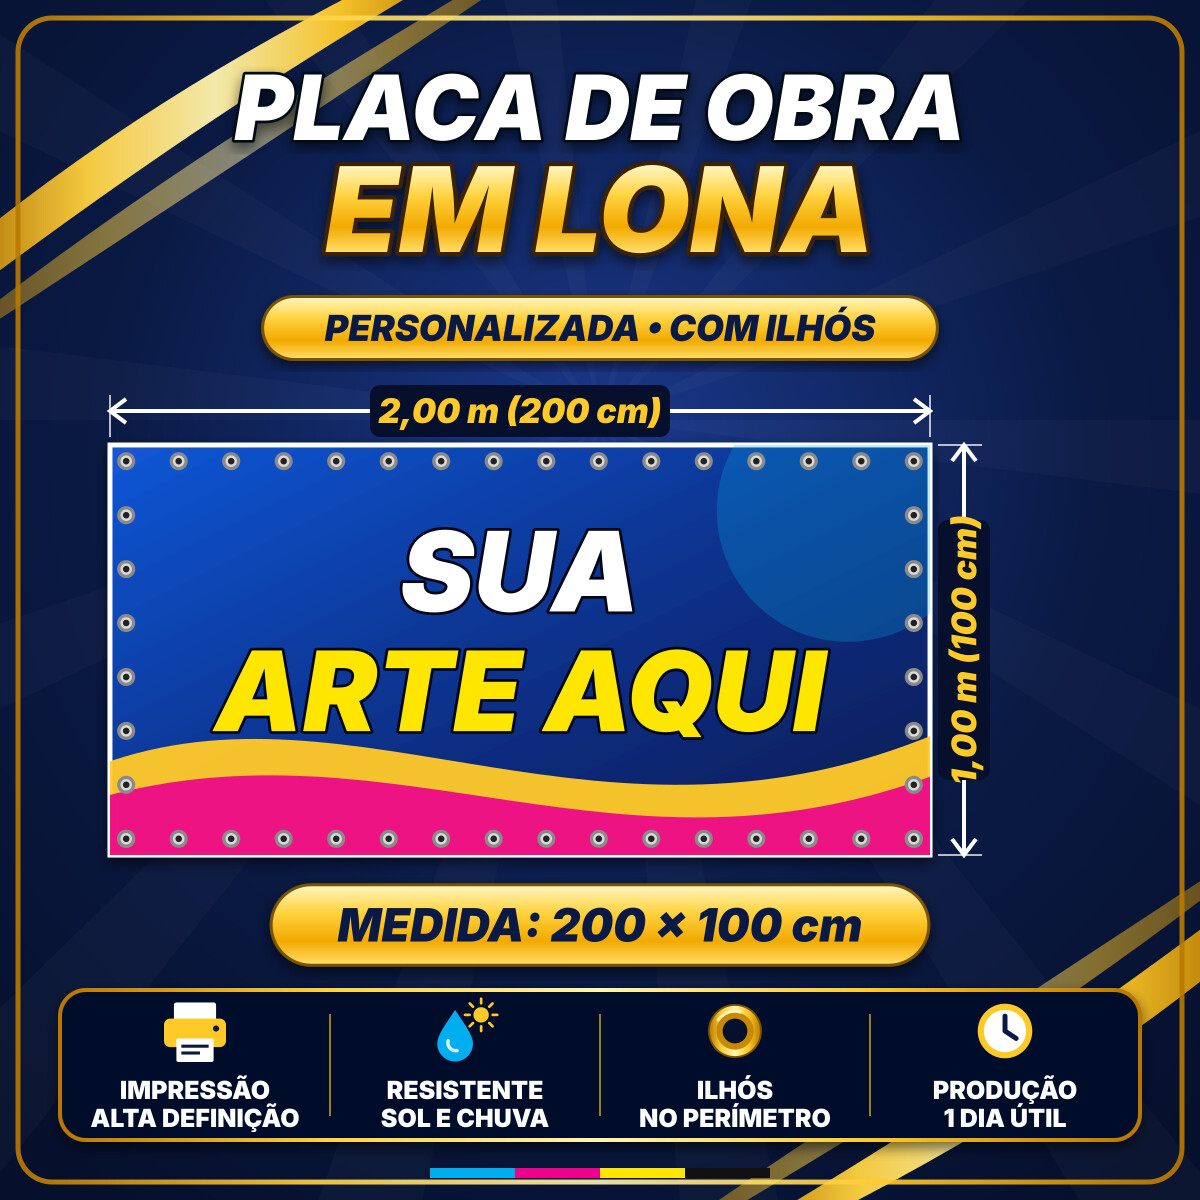 PLACA DE OBRA
EM LONA
PERSONALIZADA • COM ILHÓS
2,00 m (200 cm)
SUA
ARTE AQUI
1,00 m (100 cm)
MEDIDA: 200 × 100 cm
IMPRESSÃO
ALTA DEFINIÇÃO
RESISTENTE
SOL E CHUVA
ILHÓS
NO PERÍMETRO
PRODUÇÃO
1 DIA ÚTIL